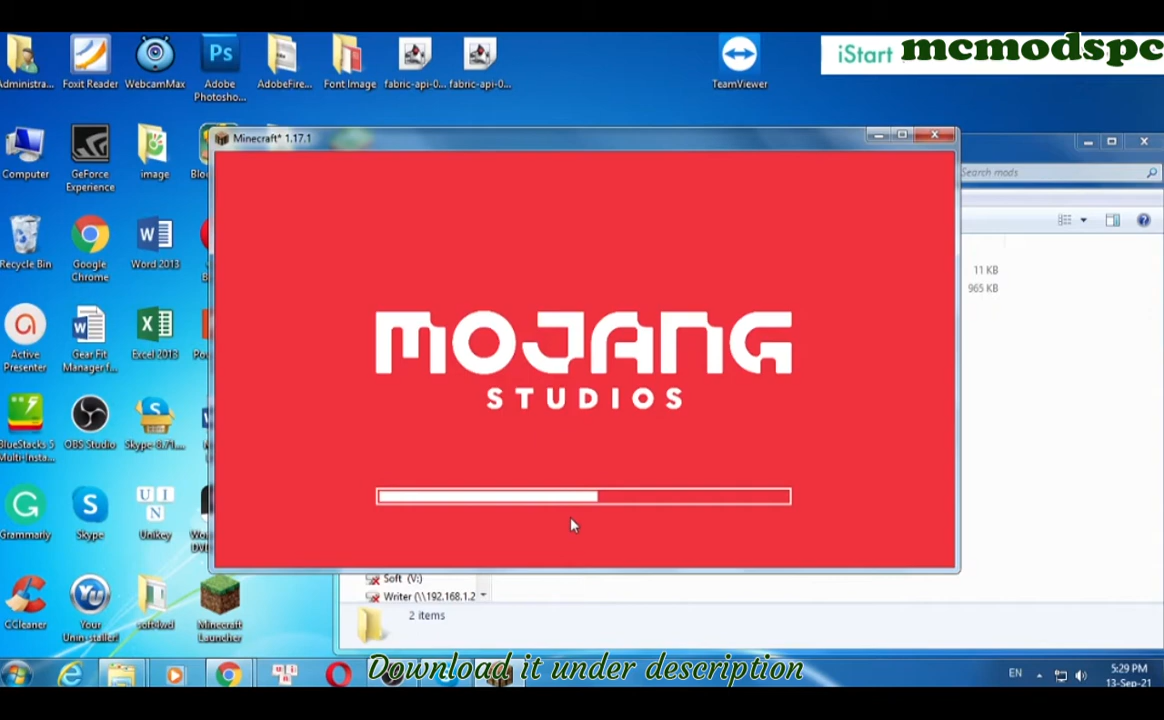 iStart
mcmodspc
Administra...
Foxit Reader
WebcamMax
Ps
Adobe
Photosho...
AdobeFire...
Font Image
fabric-api-0...
fabric-api-0...
TeamViewer
Minecraft* 1.17.1
Search mods
Computer
GeForce
Experience
image
11 KB
965 KB
Recycle Bin
Google
Chrome
Word 2013
MOJANG
STUDIOS
Active
Presenter
Gear Fit
Manager f...
Excel 2013
BlueStacks 5
Multi-Insta...
OBS Studio
Skype-8.71....
Grammarly
Skype
U I
N
Unikey
Soft (V:)
Writer (\\192.168.1.2
2 items
CCleaner
Your
Unin-staller!
Minecraft
Launcher
Download it under description
EN
5:29 PM
13-Sep-21